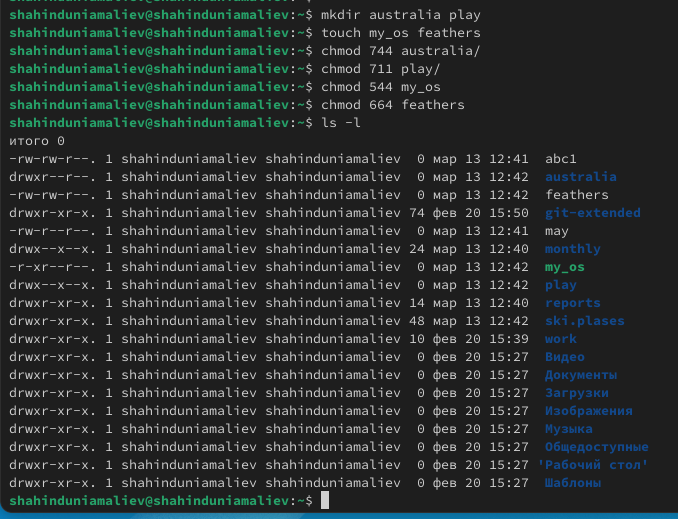 shahinduniamaliev@shahinduniamaliev:~$ mkdir australia play
shahinduniamaliev@shahinduniamaliev:~$ touch my_os feathers
shahinduniamaliev@shahinduniamaliev:~$ chmod 744 australia/
shahinduniamaliev@shahinduniamaliev:~$ chmod 711 play/
shahinduniamaliev@shahinduniamaliev:~$ chmod 544 my_os
shahinduniamaliev@shahinduniamaliev:~$ chmod 664 feathers
shahinduniamaliev@shahinduniamaliev:~$ ls -l
итого 0
-rw-rw-r--. 1 shahinduniamaliev shahinduniamaliev  0 мар 13 12:41  abc1
drwxr--r--. 1 shahinduniamaliev shahinduniamaliev  0 мар 13 12:42  australia
-rw-rw-r--. 1 shahinduniamaliev shahinduniamaliev  0 мар 13 12:42  feathers
drwxr-xr-x. 1 shahinduniamaliev shahinduniamaliev 74 фев 20 15:50  git-extended
-rw-r--r--. 1 shahinduniamaliev shahinduniamaliev  0 мар 13 12:41  may
drwx--x--x. 1 shahinduniamaliev shahinduniamaliev 24 мар 13 12:40  monthly
-r-xr--r--. 1 shahinduniamaliev shahinduniamaliev  0 мар 13 12:42  my_os
drwx--x--x. 1 shahinduniamaliev shahinduniamaliev  0 мар 13 12:42  play
drwxr-xr-x. 1 shahinduniamaliev shahinduniamaliev 14 мар 13 12:40  reports
drwxr-xr-x. 1 shahinduniamaliev shahinduniamaliev 48 мар 13 12:42  ski.plases
drwxr-xr-x. 1 shahinduniamaliev shahinduniamaliev 10 фев 20 15:39  work
drwxr-xr-x. 1 shahinduniamaliev shahinduniamaliev  0 фев 20 15:27  Видео
drwxr-xr-x. 1 shahinduniamaliev shahinduniamaliev  0 фев 20 15:27  Документы
drwxr-xr-x. 1 shahinduniamaliev shahinduniamaliev  0 фев 20 15:27  Загрузки
drwxr-xr-x. 1 shahinduniamaliev shahinduniamaliev  0 фев 20 15:27  Изображения
drwxr-xr-x. 1 shahinduniamaliev shahinduniamaliev  0 фев 20 15:27  Музыка
drwxr-xr-x. 1 shahinduniamaliev shahinduniamaliev  0 фев 20 15:27  Общедоступные
drwxr-xr-x. 1 shahinduniamaliev shahinduniamaliev  0 фев 20 15:27 'Рабочий стол'
drwxr-xr-x. 1 shahinduniamaliev shahinduniamaliev  0 фев 20 15:27  Шаблоны
shahinduniamaliev@shahinduniamaliev:~$